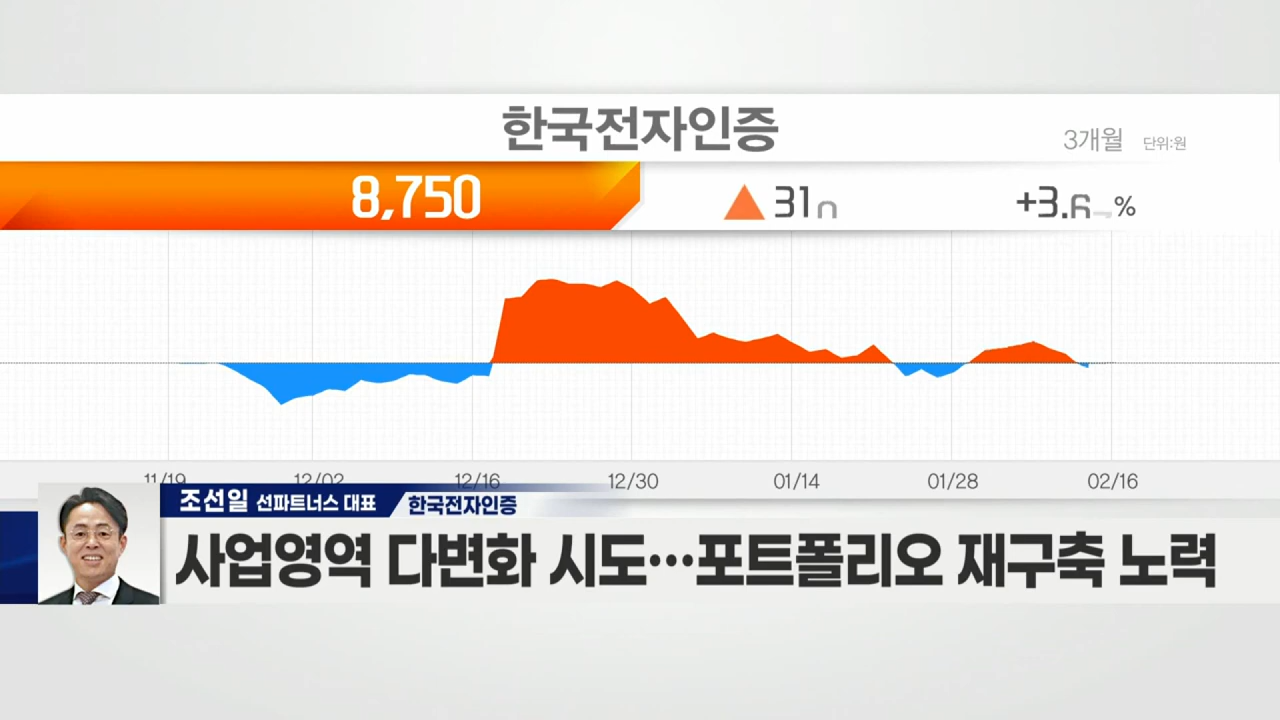 한국전자인증
3개월 단위:원
8,750 ▲ 31 +3.6 %
11/19 12/02 12/16 12/30 01/14 01/28 02/16
조선일 선파트너스 대표 한국전자인증
사업영역 다변화 시도…포트폴리오 재구축 노력